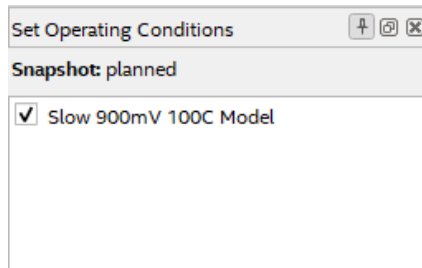 Set Operating Conditions
Snapshot: planned
Slow 900mV 100C Model